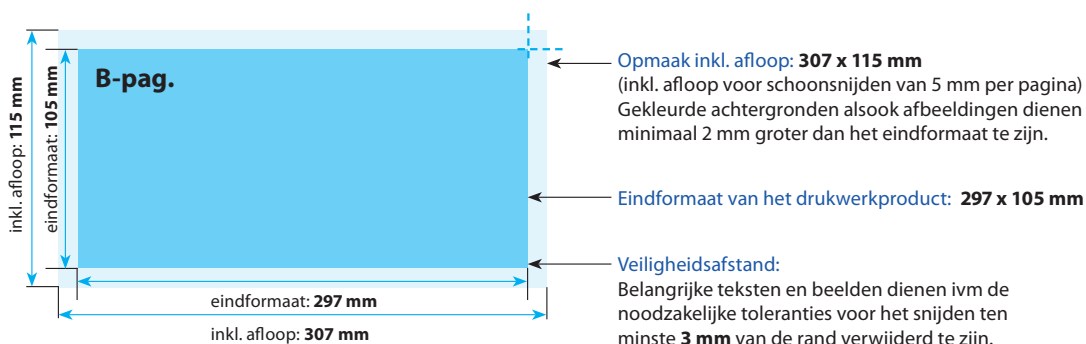 B-pag.
inkl. afloop: 115 mm
eindformaat: 105 mm
eindformaat: 297 mm
inkl. afloop: 307 mm
Opmaak inkl. afloop: 307 x 115 mm
(inkl. afloop voor schoonsnijden van 5 mm per pagina)
Gekleurde achtergronden alsook afbeeldingen dienen
minimaal 2 mm groter dan het eindformaat te zijn.
Eindformaat van het drukwerkproduct: 297 x 105 mm
Veiligheidsafstand:
Belangrijke teksten en beelden dienen ivm de
noodzakelijke toleranties voor het snijden ten
minste 3 mm van de rand verwijderd te zijn.